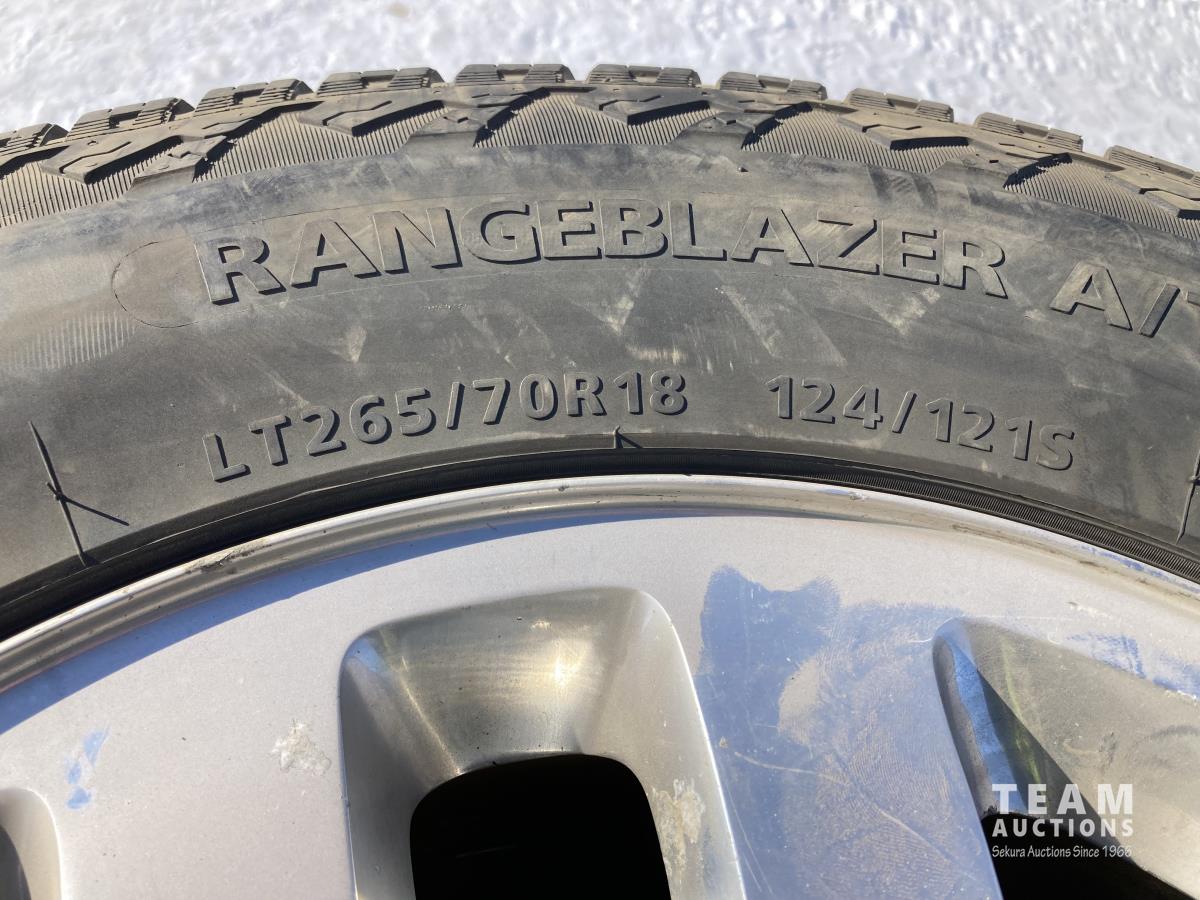 RANGEBLAZER A/T
LT265/70R18 124/121S
TEAM
AUCTIONS
Sekura Auctions Since 1966